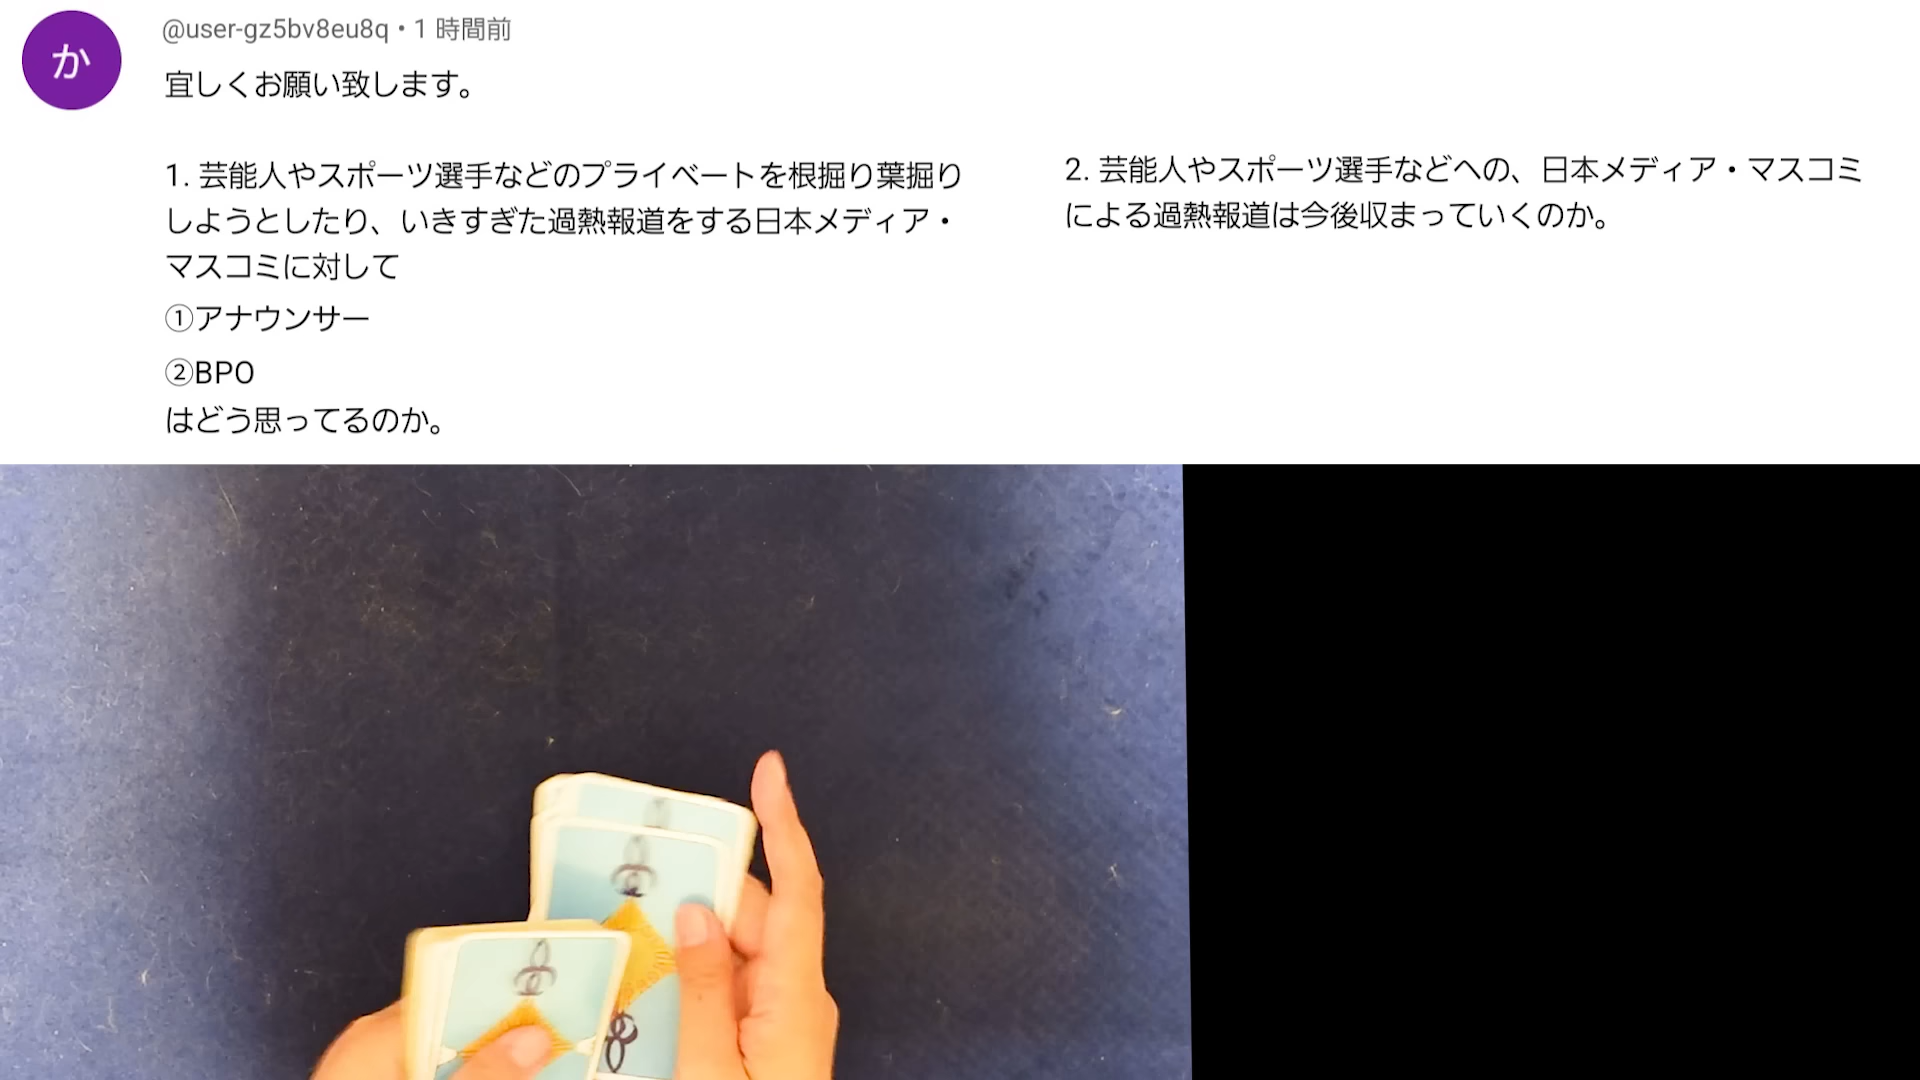 か
@user-gz5bv8eu8q • 1 時間前
宜しくお願い致します。
1. 芸能人やスポーツ選手などのプライベートを根掘り葉掘り
しようとしたり、いきすぎた過熱報道をする日本メディア・
マスコミに対して
①アナウンサー
②BPO
はどう思ってるのか。
2. 芸能人やスポーツ選手などへの、日本メディア・マスコミ
による過熱報道は今後収まっていくのか。